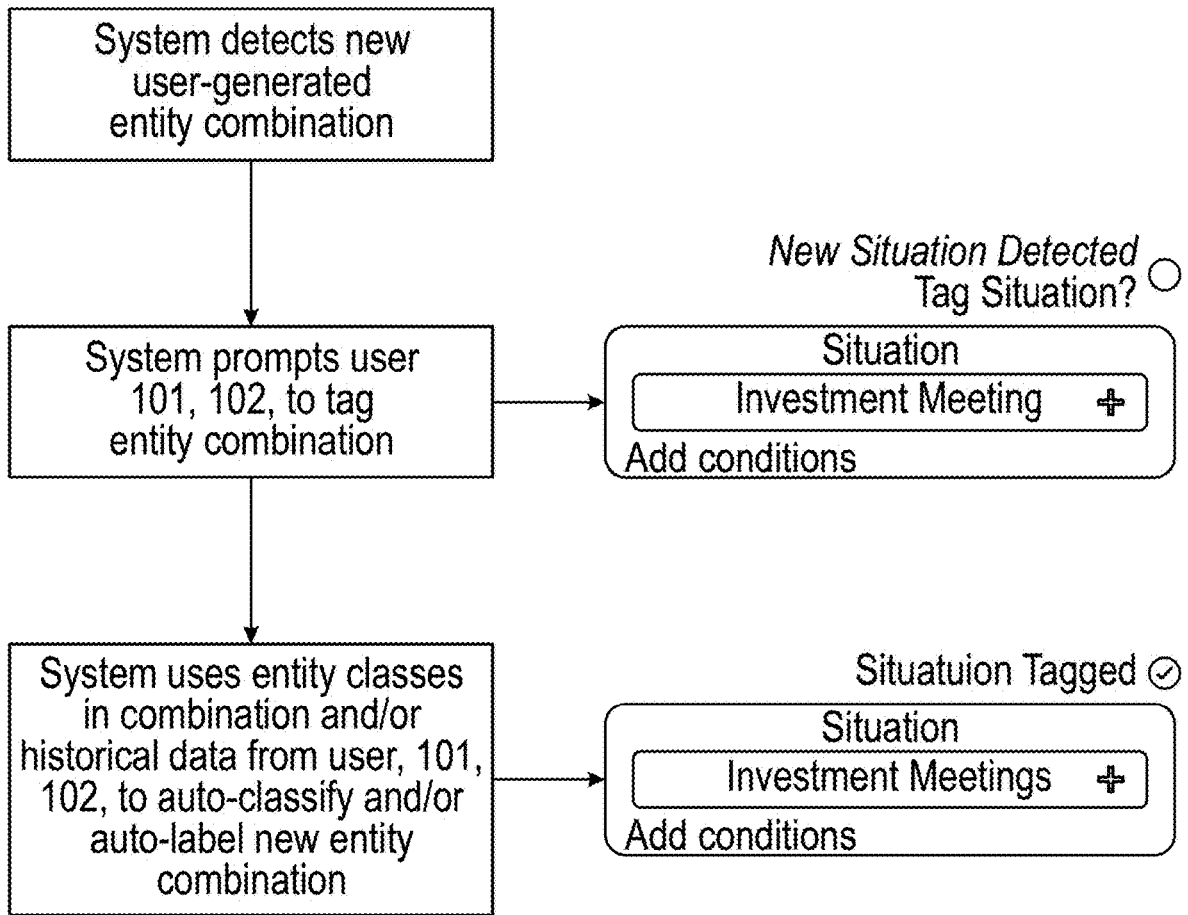 System detects new
user-generated
entity combination
New Situation Detected
Tag Situation?
System prompts user
101, 102, to tag
entity combination
Situation
Investment Meeting +
Add conditions
System uses entity classes
in combination and/or
historical data from user, 101,
102, to auto-classify and/or
auto-label new entity
combination
Situatuion Tagged
Situation
Investment Meetings +
Add conditions